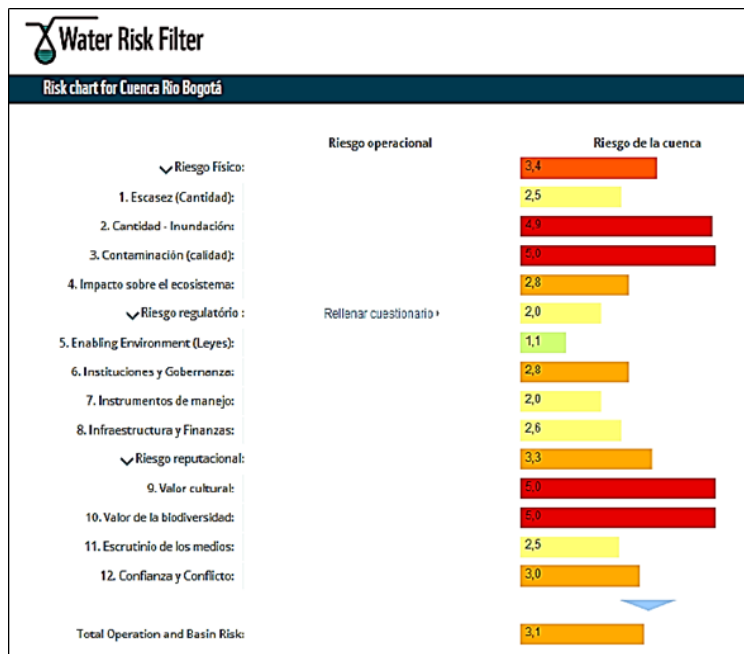 Water Risk Filter
Risk chart for Cuenca Río Bogotá
Riesgo operacional Riesgo de la cuenca
Riesgo Físico: 3,4
1. Escasez (Cantidad): 2,5
2. Cantidad - Inundación: 4,9
3. Contaminación (calidad): 5,0
4. Impacto sobre el ecosistema: 2,8
Riesgo regulatório : Rellenar cuestionario 2,0
5. Enabling Environment (Leyes): 1,1
6. Instituciones y Gobernanza: 2,8
7. Instrumentos de manejo: 2,0
8. Infraestructura y Finanzas: 2,6
Riesgo reputacional: 3,3
9. Valor cultural: 5,0
10. Valor de la biodiversidad: 5,0
11. Escrutinio de los medios: 2,5
12. Confianza y Conflicto: 3,0
Total Operation and Basin Risk: 3,1